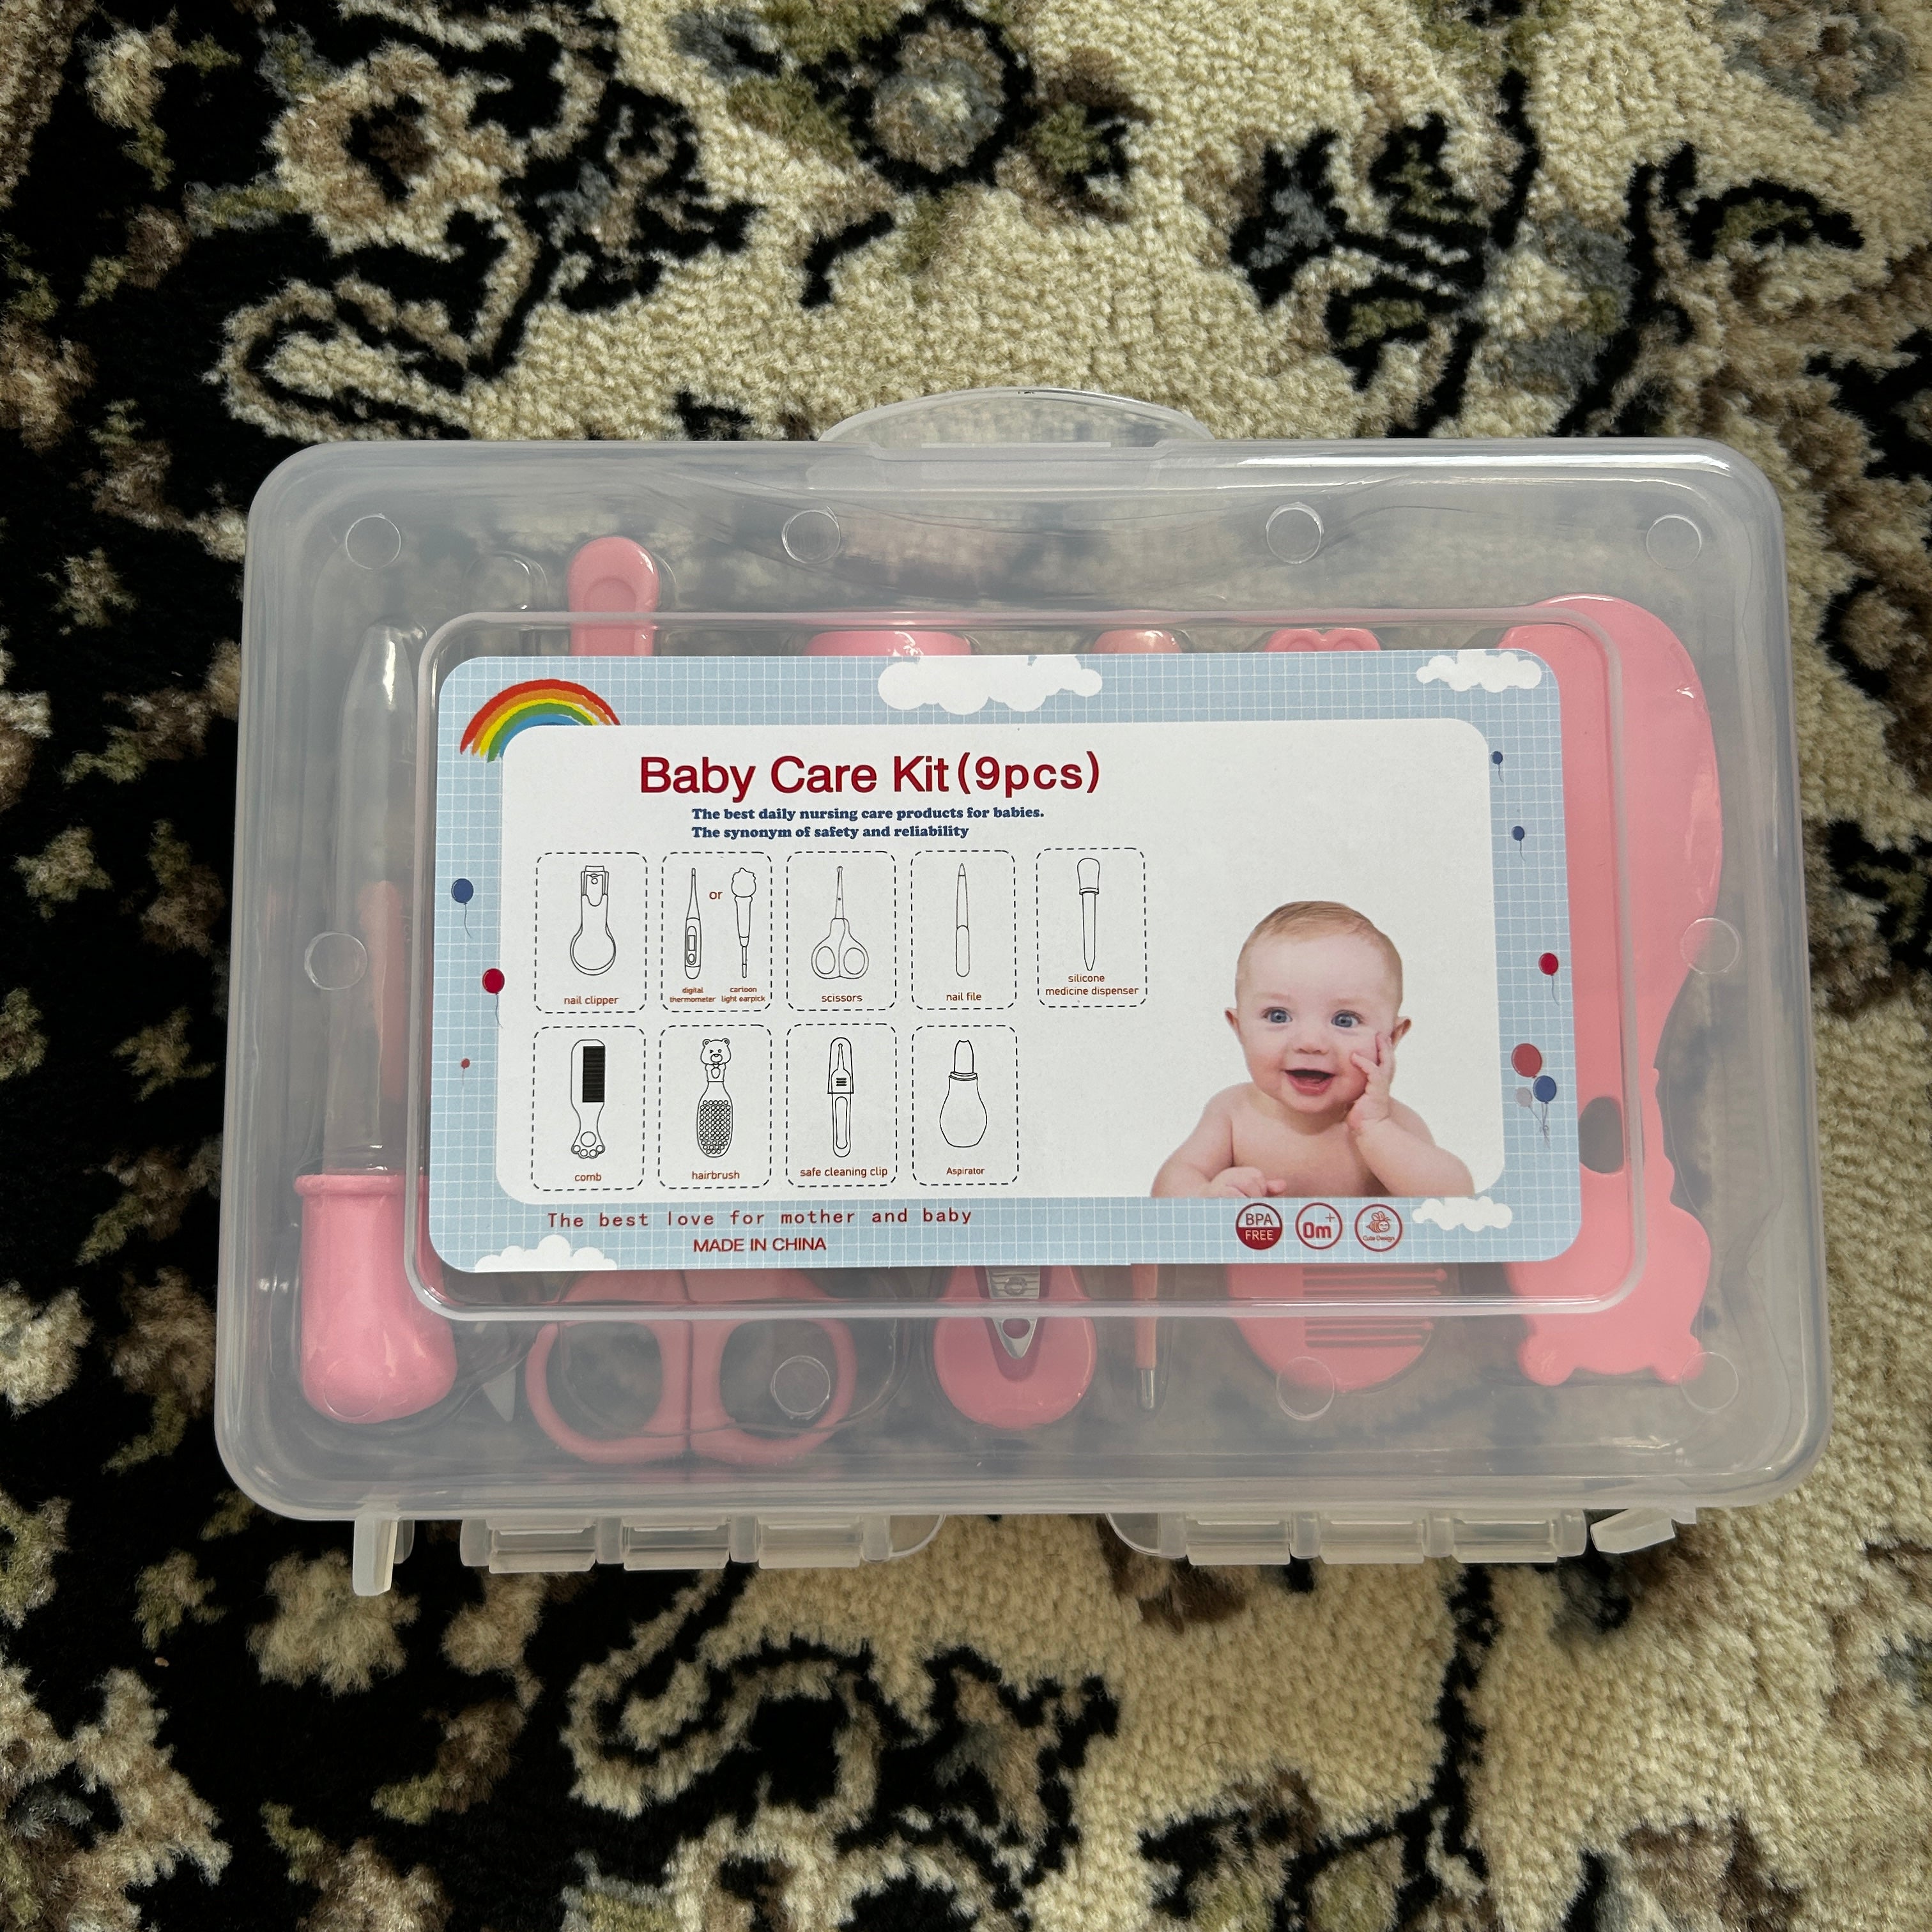 Baby Care Kit(9pcs)
The best daily nursing care products for babies.
The synonym of safety and reliability
nail clipper
or
digital
thermometer
cartoon
light earpick
scissors
nail file
silicone
medicine dispenser
comb
hairbrush
safe cleaning clip
Aspirator
The best love for mother and baby
MADE IN CHINA
BPA
FREE
0m+
Cute Design